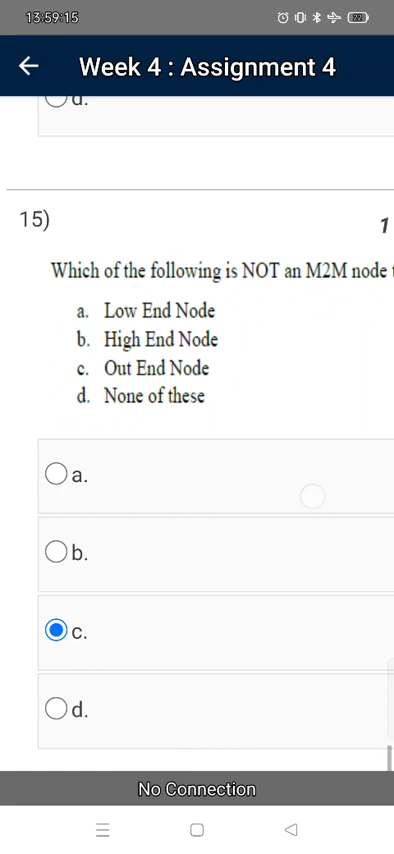 13:59:15
22
Week 4 : Assignment 4
d.
15)
1
Which of the following is NOT an M2M node
a. Low End Node
b. High End Node
c. Out End Node
d. None of these
a.
b.
c.
d.
No Connection